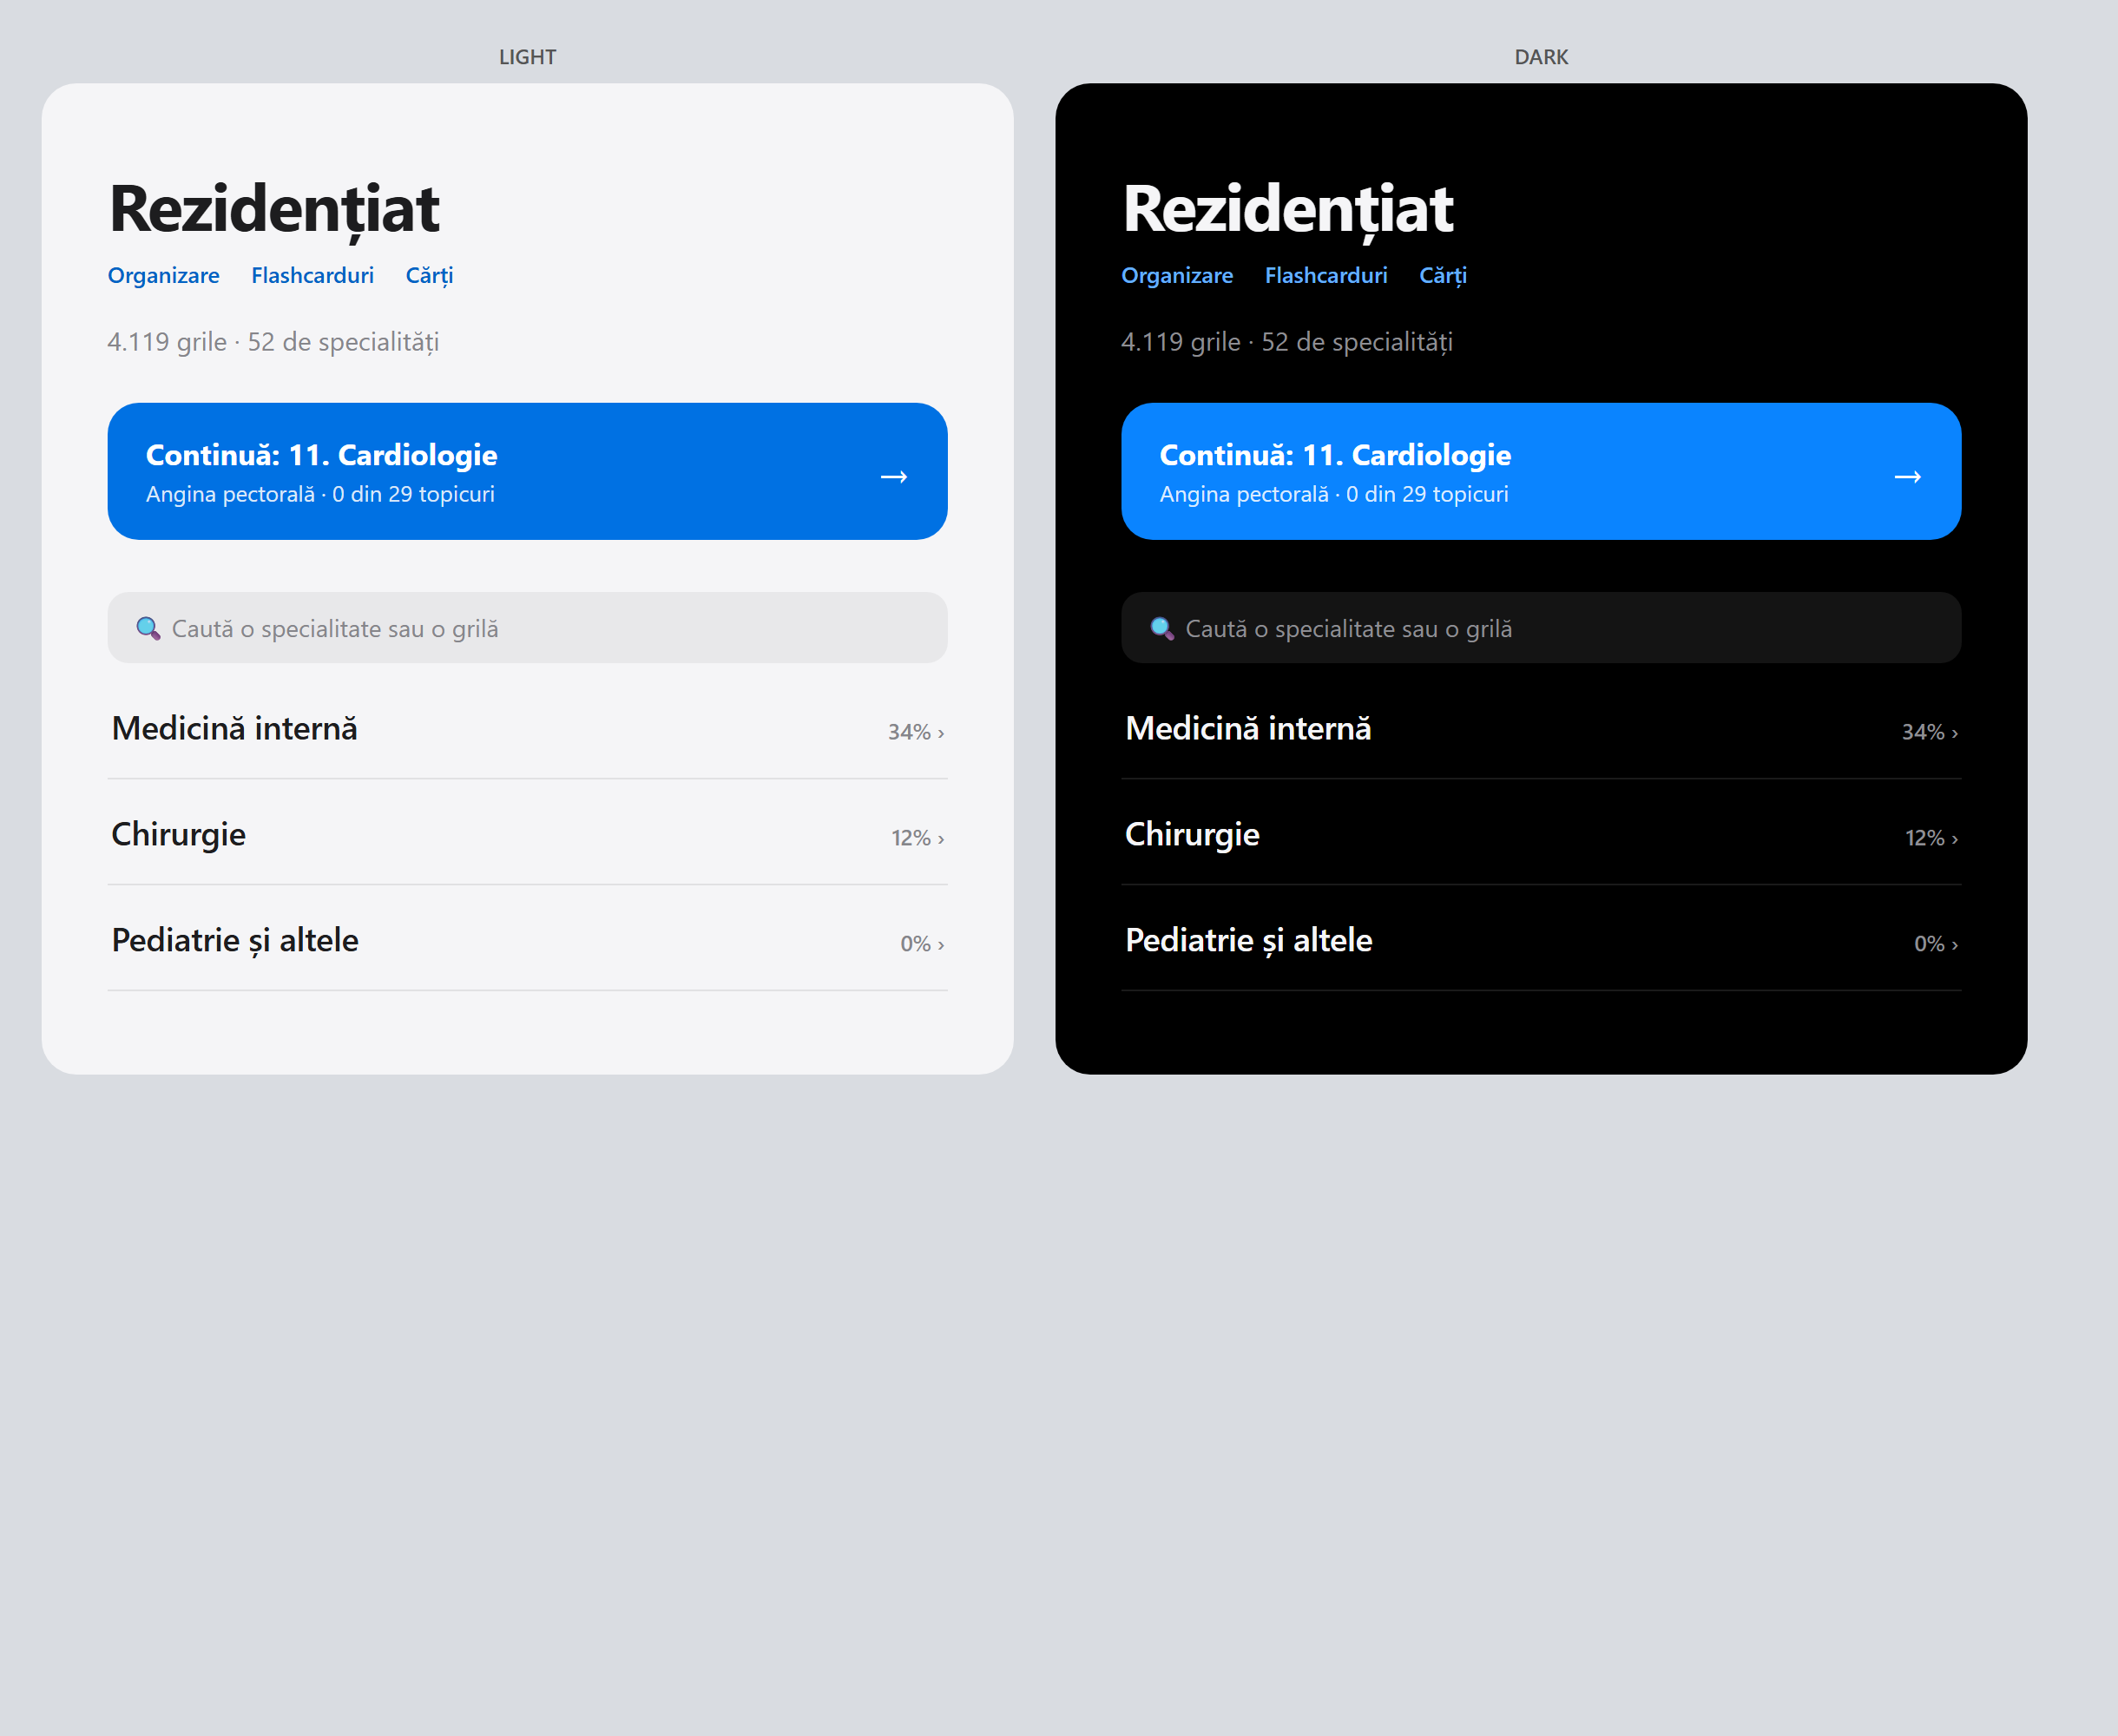 LIGHT
Rezidențiat
Organizare Flashcarduri Cărți
4.119 grile · 52 de specialități
Continuă: 11. Cardiologie
Angina pectorală · 0 din 29 topicuri
→
🔍 Caută o specialitate sau o grilă
Medicină internă 34% ›
Chirurgie 12% ›
Pediatrie și altele 0% ›
DARK
Rezidențiat
Organizare Flashcarduri Cărți
4.119 grile · 52 de specialități
Continuă: 11. Cardiologie
Angina pectorală · 0 din 29 topicuri
→
🔍 Caută o specialitate sau o grilă
Medicină internă 34% ›
Chirurgie 12% ›
Pediatrie și altele 0% ›